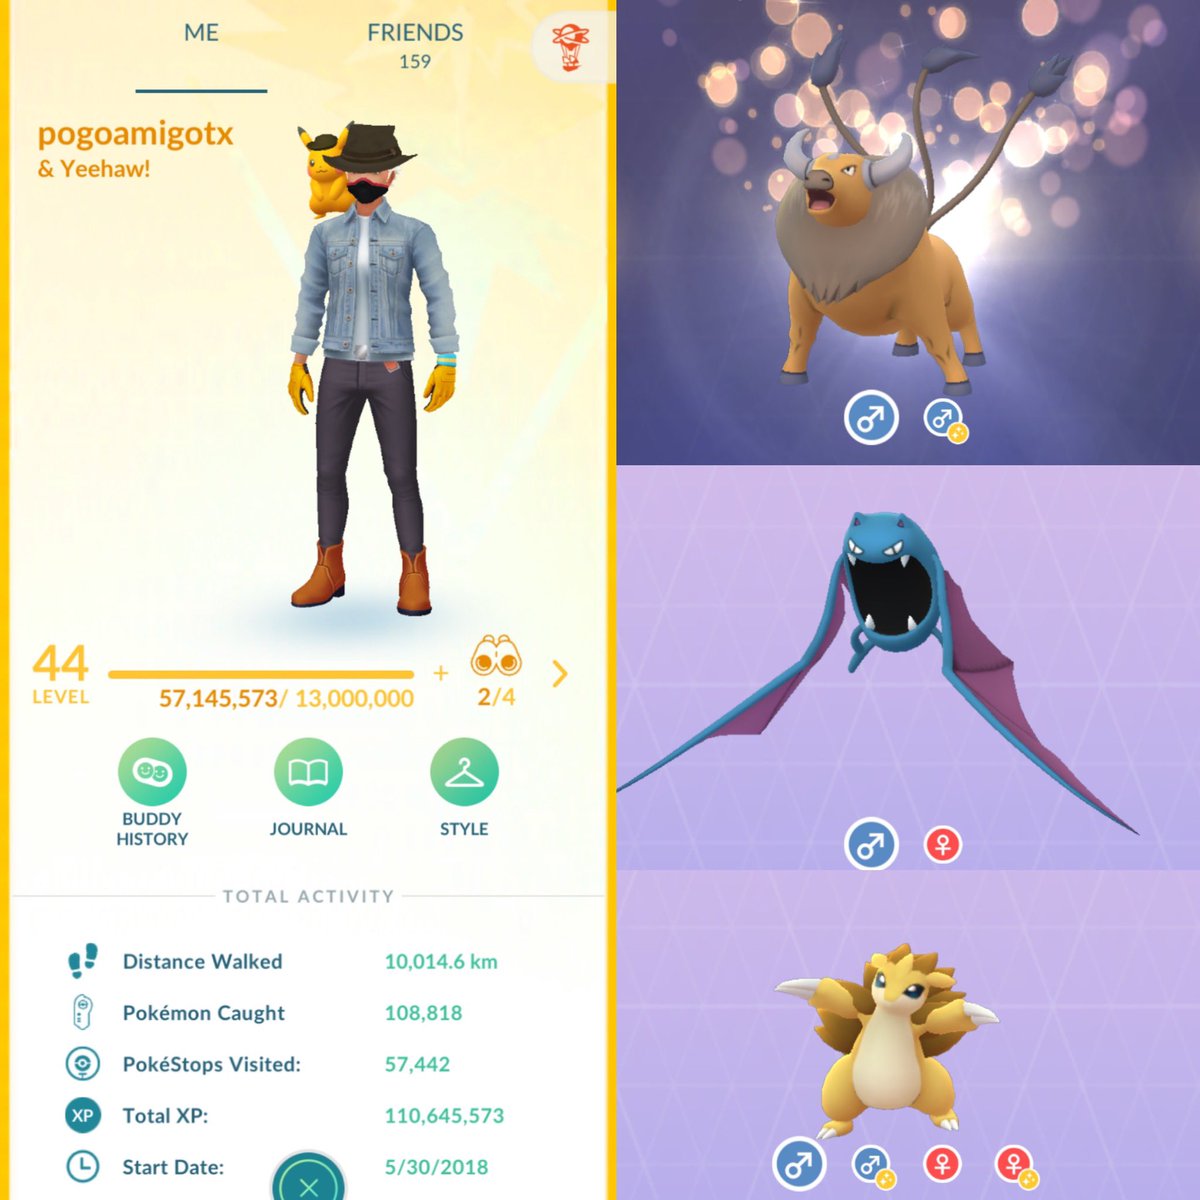 ME
FRIENDS
159
pogoamigotx
& Yeehaw!
44
LEVEL
57,145,573/ 13,000,000
+
2/4
BUDDY
HISTORY
JOURNAL
STYLE
TOTAL ACTIVITY
Distance Walked 10,014.6 km
Pokémon Caught 108,818
PokéStops Visited: 57,442
XP Total XP: 110,645,573
Start Date: 5/30/2018